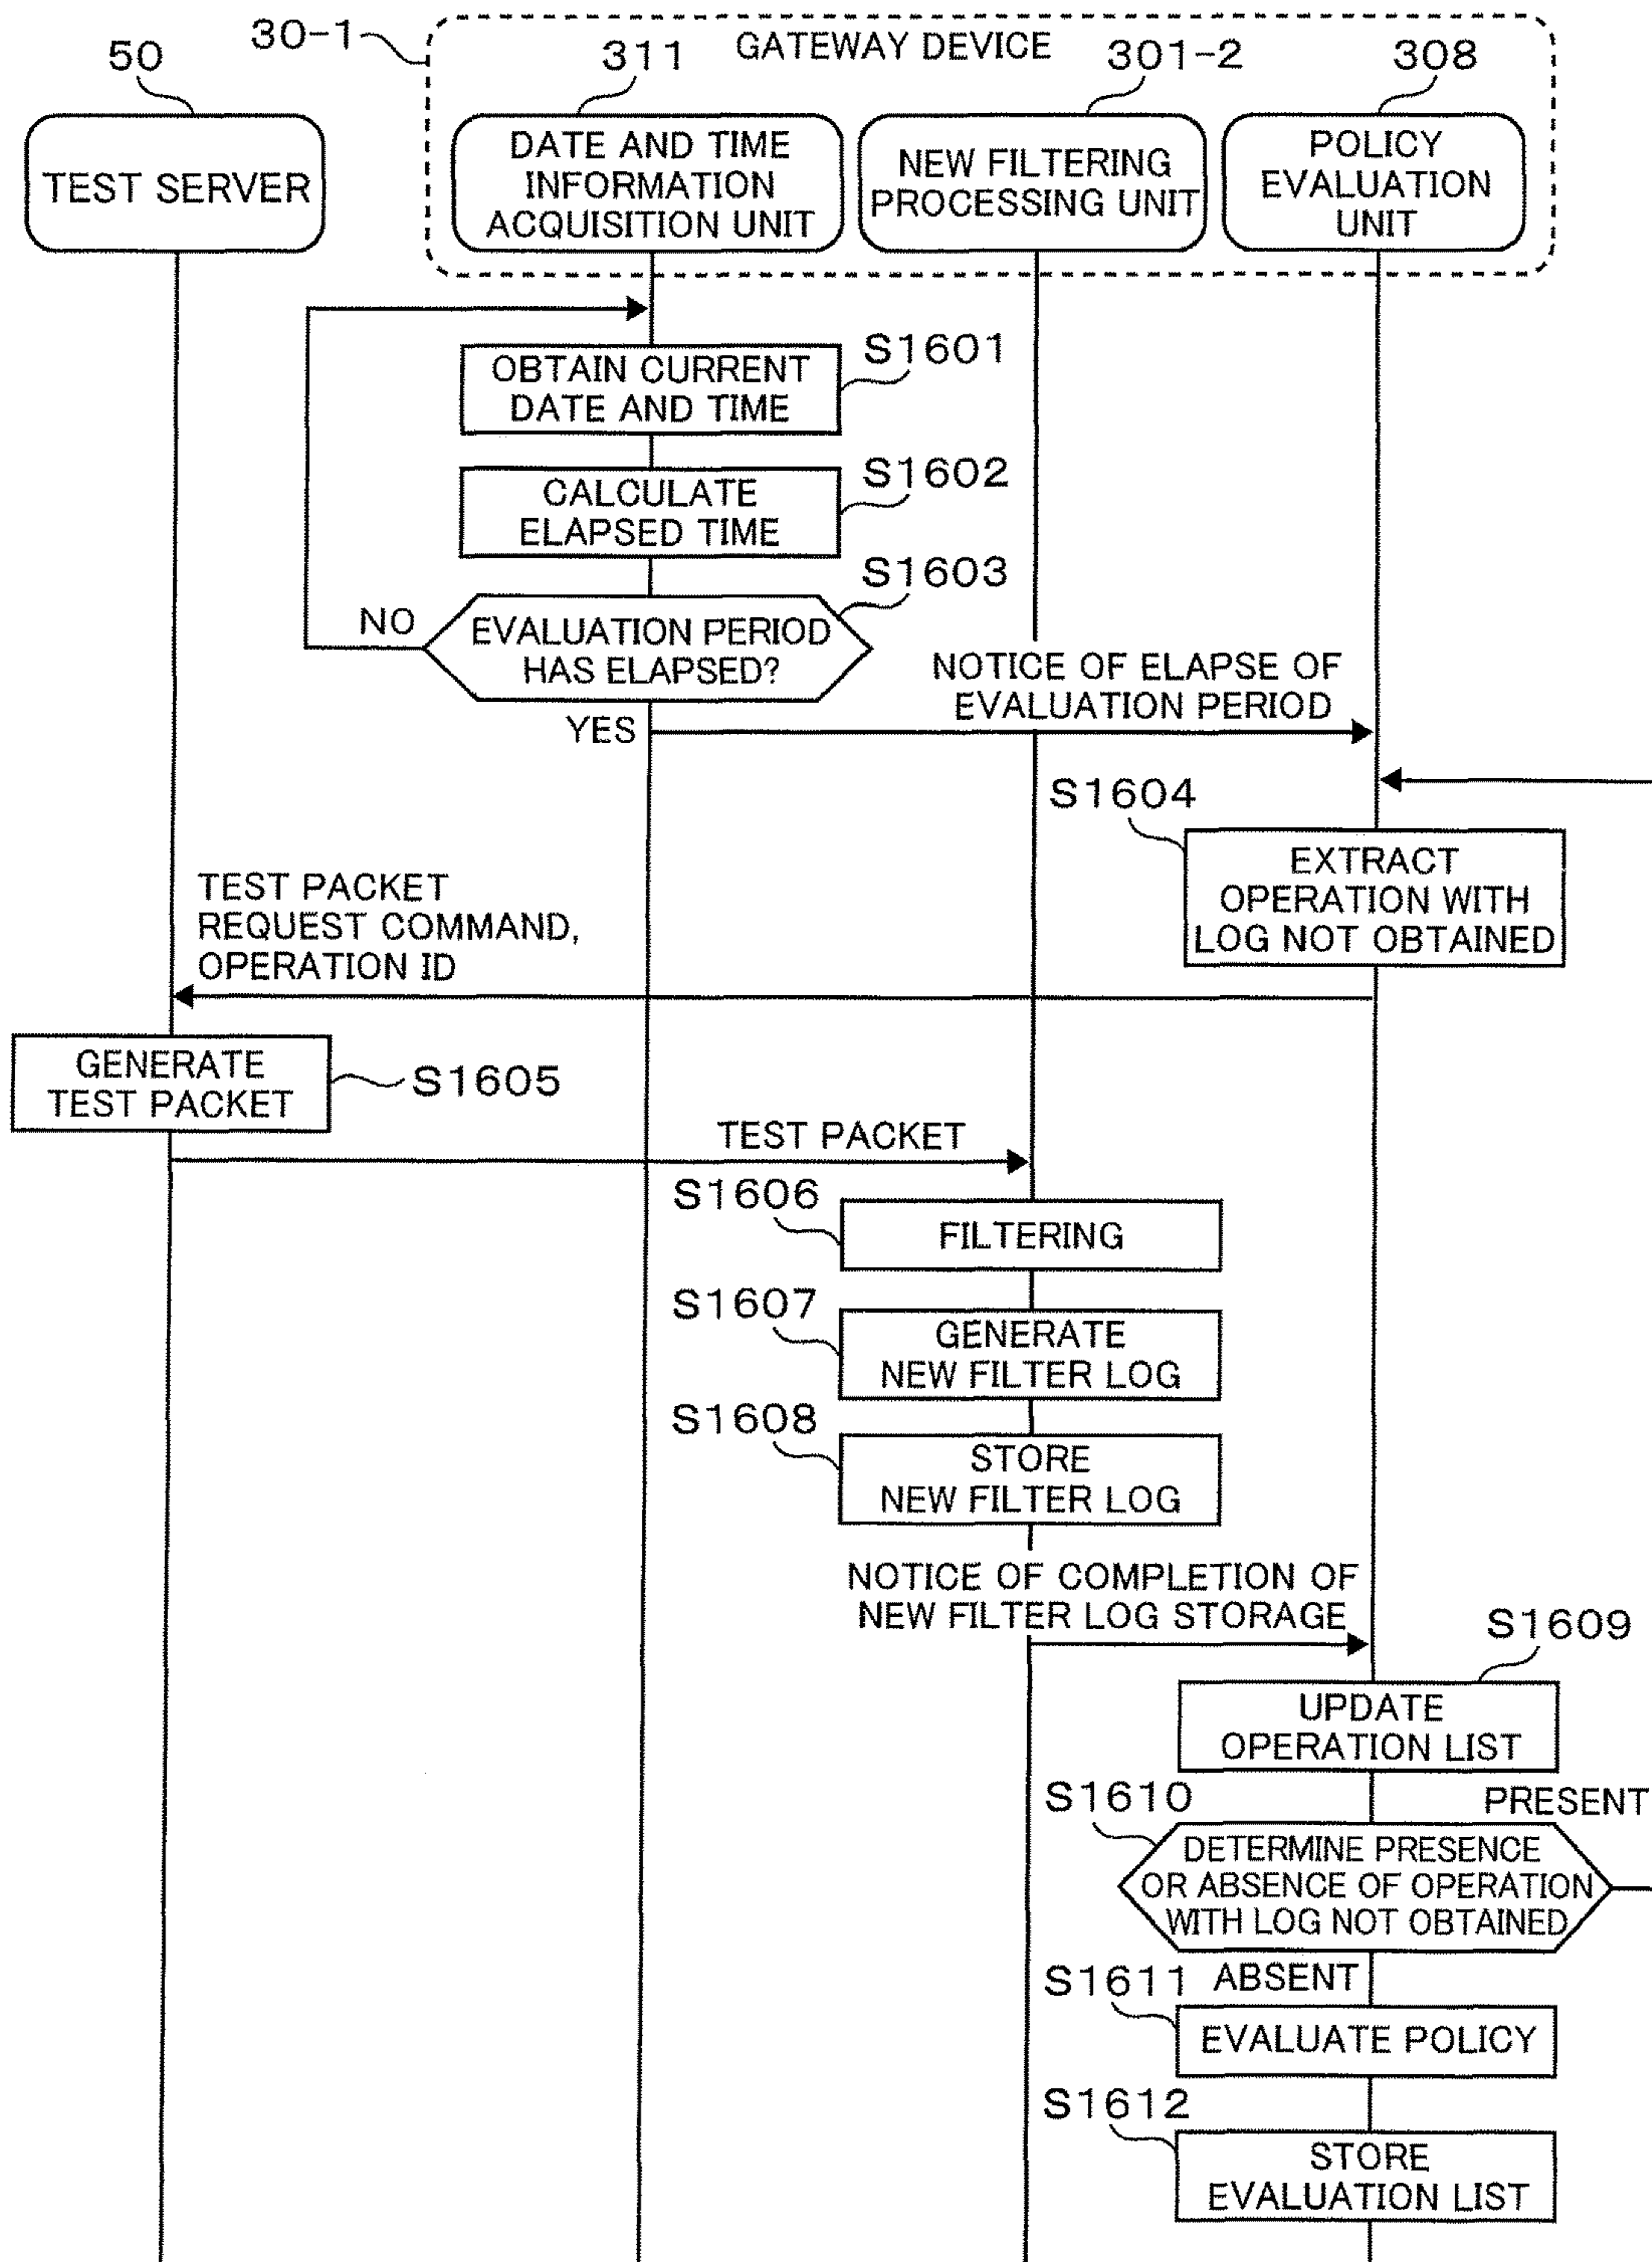 30-1
GATEWAY DEVICE
50
311
301-2
308
TEST SERVER
DATE AND TIME
INFORMATION
ACQUISITION UNIT
NEW FILTERING
PROCESSING UNIT
POLICY
EVALUATION
UNIT
S1601
OBTAIN CURRENT
DATE AND TIME
S1602
CALCULATE
ELAPSED TIME
S1603
NO
EVALUATION PERIOD
HAS ELAPSED?
NOTICE OF ELAPSE OF
EVALUATION PERIOD
YES
S1604
EXTRACT
OPERATION WITH
LOG NOT OBTAINED
TEST PACKET
REQUEST COMMAND,
OPERATION ID
GENERATE
TEST PACKET
S1605
TEST PACKET
S1606
FILTERING
S1607
GENERATE
NEW FILTER LOG
S1608
STORE
NEW FILTER LOG
NOTICE OF COMPLETION OF
NEW FILTER LOG STORAGE
S1609
UPDATE
OPERATION LIST
S1610
PRESENT
DETERMINE PRESENCE
OR ABSENCE OF OPERATION
WITH LOG NOT OBTAINED
S1611
ABSENT
EVALUATE POLICY
S1612
STORE
EVALUATION LIST